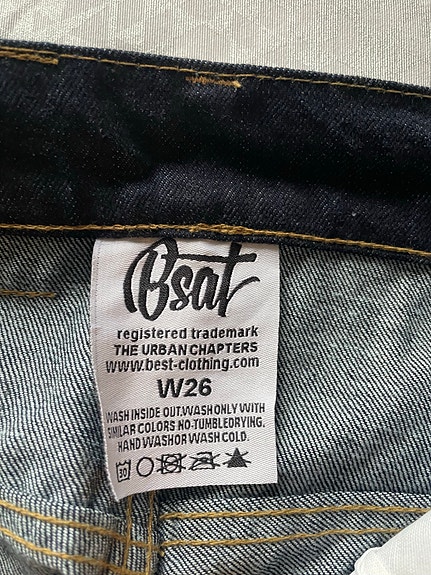 Bsat
registered trademark
THE URBAN CHAPTERS
www.best-clothing.com
W26
WASH INSIDE OUT.WASH ONLY WITH
SIMILAR COLORS NO-TUMBLEDRYING.
HAND WASHOR WASH COLD.
30